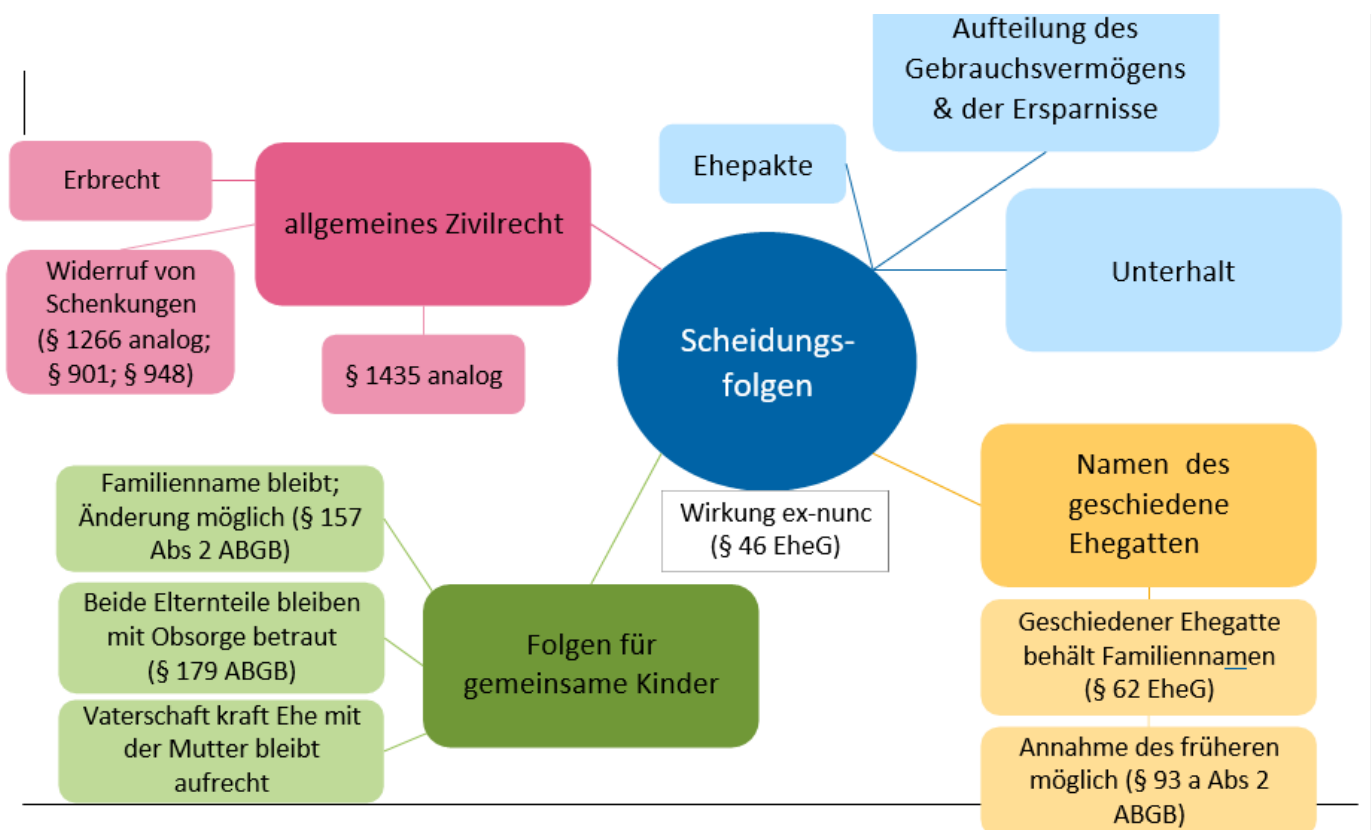 Aufteilung des
Gebrauchsvermögens
& der Ersparnisse
Ehepakte
Unterhalt
Erbrecht
allgemeines Zivilrecht
Widerruf von
Schenkungen
(§ 1266 analog;
§ 901; § 948)
§ 1435 analog
Scheidungs-
folgen
Wirkung ex-nunc
(§ 46 EheG)
Familienname bleibt;
Änderung möglich (§ 157
Abs 2 ABGB)
Beide Elternteile bleiben
mit Obsorge betraut
(§ 179 ABGB)
Vaterschaft kraft Ehe mit
der Mutter bleibt
aufrecht
Folgen für
gemeinsame Kinder
Namen des
geschiedene
Ehegatten
Geschiedener Ehegatte
behält Familiennamen
(§ 62 EheG)
Annahme des früheren
möglich (§ 93 a Abs 2
ABGB)